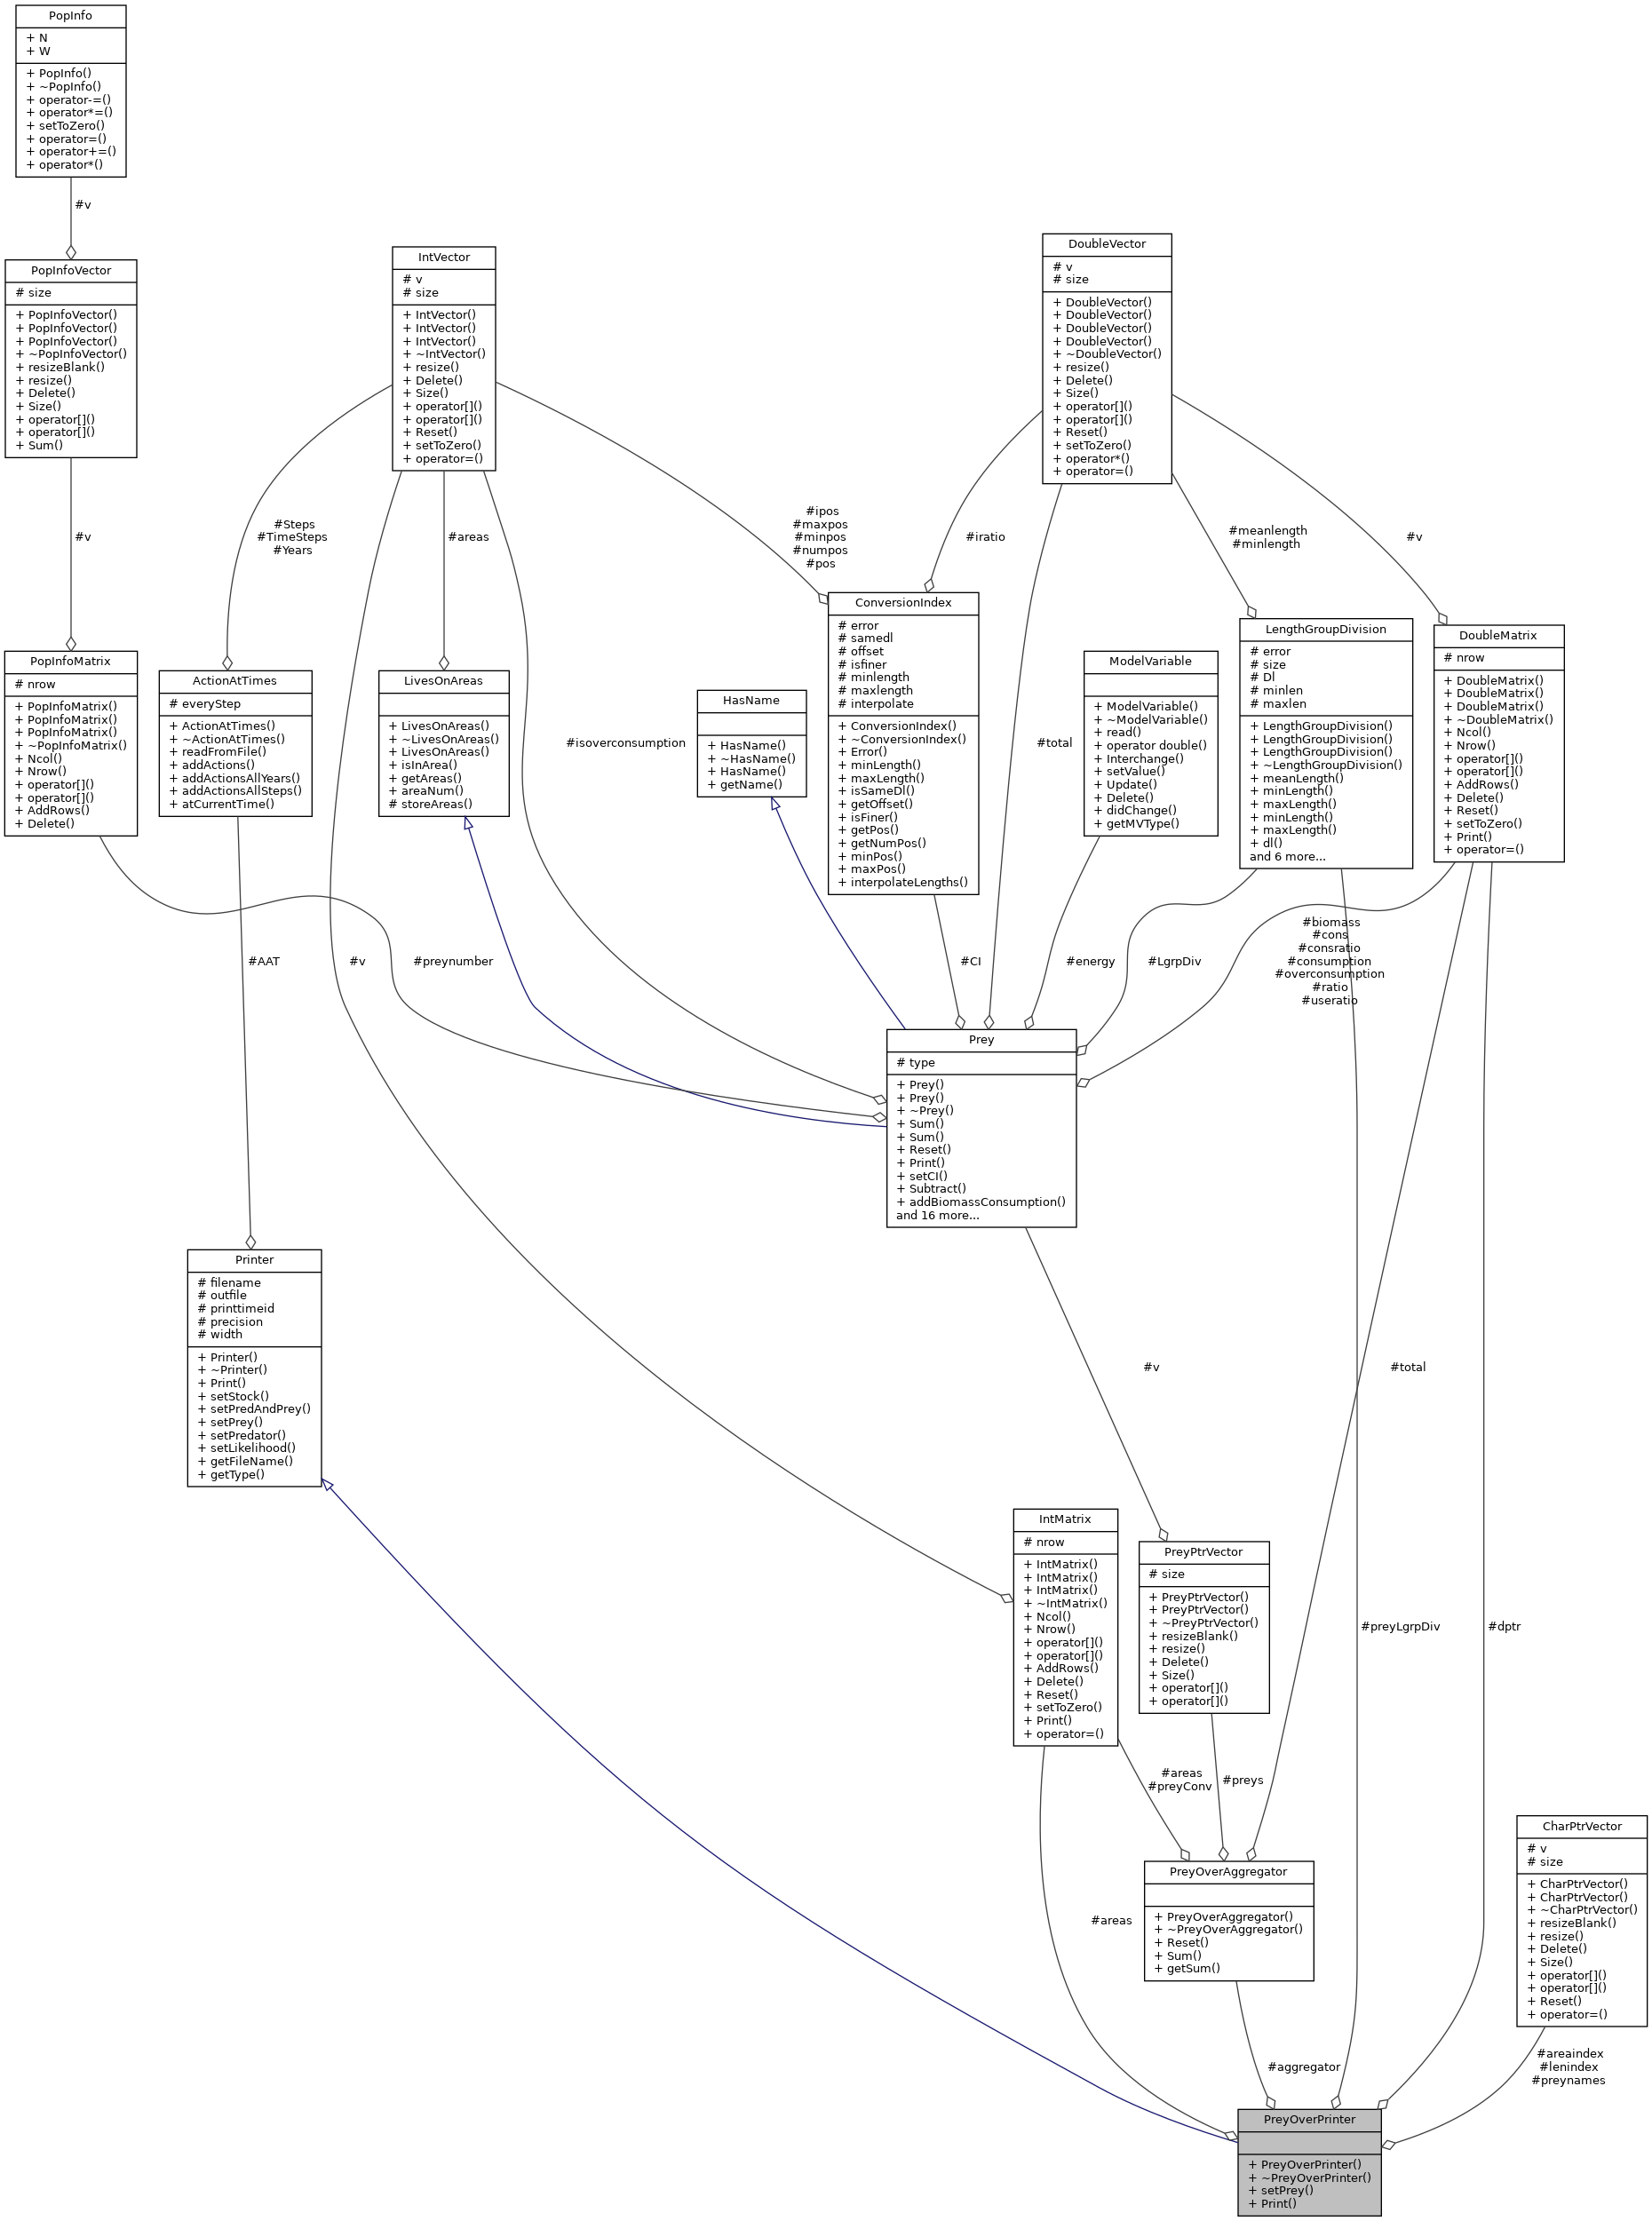 PopInfo
+ N
+ W
+ PopInfo()
+ ~PopInfo()
+ operator-=()
+ operator*=()
+ setToZero()
+ operator=()
+ operator+=()
+ operator*()
#v
PopInfoVector
# size
+ PopInfoVector()
+ PopInfoVector()
+ PopInfoVector()
+ ~PopInfoVector()
+ resizeBlank()
+ resize()
+ Delete()
+ Size()
+ operator[]()
+ operator[]()
+ Sum()
#v
PopInfoMatrix
# nrow
+ PopInfoMatrix()
+ PopInfoMatrix()
+ PopInfoMatrix()
+ ~PopInfoMatrix()
+ Ncol()
+ Nrow()
+ operator[]()
+ operator[]()
+ AddRows()
+ Delete()
IntVector
# v
# size
+ IntVector()
+ IntVector()
+ IntVector()
+ ~IntVector()
+ resize()
+ Delete()
+ Size()
+ operator[]()
+ operator[]()
+ Reset()
+ setToZero()
+ operator=()
DoubleVector
# v
# size
+ DoubleVector()
+ DoubleVector()
+ DoubleVector()
+ DoubleVector()
+ ~DoubleVector()
+ resize()
+ Delete()
+ Size()
+ operator[]()
+ operator[]()
+ Reset()
+ setToZero()
+ operator*()
+ operator=()
#Steps
#TimeSteps
#Years
#areas
#ipos
#maxpos
#minpos
#numpos
#pos
#iratio
#meanlength
#minlength
#v
ActionAtTimes
# everyStep
+ ActionAtTimes()
+ ~ActionAtTimes()
+ readFromFile()
+ addActions()
+ addActionsAllYears()
+ addActionsAllSteps()
+ atCurrentTime()
LivesOnAreas
+ LivesOnAreas()
+ ~LivesOnAreas()
+ LivesOnAreas()
+ isInArea()
+ getAreas()
+ areaNum()
# storeAreas()
#isoverconsumption
HasName
+ HasName()
+ ~HasName()
+ HasName()
+ getName()
ConversionIndex
# error
# samedl
# offset
# isfiner
# minlength
# maxlength
# interpolate
+ ConversionIndex()
+ ~ConversionIndex()
+ Error()
+ minLength()
+ maxLength()
+ isSameDl()
+ getOffset()
+ isFiner()
+ getPos()
+ getNumPos()
+ minPos()
+ maxPos()
+ interpolateLengths()
#total
ModelVariable
+ ModelVariable()
+ ~ModelVariable()
+ read()
+ operator double()
+ Interchange()
+ setValue()
+ Update()
+ Delete()
+ didChange()
+ getMVType()
LengthGroupDivision
# error
# size
# Dl
# minlen
# maxlen
+ LengthGroupDivision()
+ LengthGroupDivision()
+ LengthGroupDivision()
+ ~LengthGroupDivision()
+ meanLength()
+ minLength()
+ maxLength()
+ minLength()
+ maxLength()
+ dl()
and 6 more...
DoubleMatrix
# nrow
+ DoubleMatrix()
+ DoubleMatrix()
+ DoubleMatrix()
+ ~DoubleMatrix()
+ Ncol()
+ Nrow()
+ operator[]()
+ operator[]()
+ AddRows()
+ Delete()
+ Reset()
+ setToZero()
+ Print()
+ operator=()
#AAT
#v
#preynumber
#CI
#energy
#LgrpDiv
#biomass
#cons
#consratio
#consumption
#overconsumption
#ratio
#useratio
Prey
# type
+ Prey()
+ Prey()
+ ~Prey()
+ Sum()
+ Sum()
+ Reset()
+ Print()
+ setCI()
+ Subtract()
+ addBiomassConsumption()
and 16 more...
Printer
# filename
# outfile
# printtimeid
# precision
# width
+ Printer()
+ ~Printer()
+ Print()
+ setStock()
+ setPredAndPrey()
+ setPrey()
+ setPredator()
+ setLikelihood()
+ getFileName()
+ getType()
#v
#total
IntMatrix
# nrow
+ IntMatrix()
+ IntMatrix()
+ IntMatrix()
+ ~IntMatrix()
+ Ncol()
+ Nrow()
+ operator[]()
+ operator[]()
+ AddRows()
+ Delete()
+ Reset()
+ setToZero()
+ Print()
+ operator=()
PreyPtrVector
# size
+ PreyPtrVector()
+ PreyPtrVector()
+ ~PreyPtrVector()
+ resizeBlank()
+ resize()
+ Delete()
+ Size()
+ operator[]()
+ operator[]()
#preyLgrpDiv
#dptr
#areas
#preyConv
#preys
PreyOverAggregator
+ PreyOverAggregator()
+ ~PreyOverAggregator()
+ Reset()
+ Sum()
+ getSum()
CharPtrVector
# v
# size
+ CharPtrVector()
+ CharPtrVector()
+ ~CharPtrVector()
+ resizeBlank()
+ resize()
+ Delete()
+ Size()
+ operator[]()
+ operator[]()
+ Reset()
+ operator=()
#areas
#aggregator
#areaindex
#lenindex
#preynames
PreyOverPrinter
+ PreyOverPrinter()
+ ~PreyOverPrinter()
+ setPrey()
+ Print()